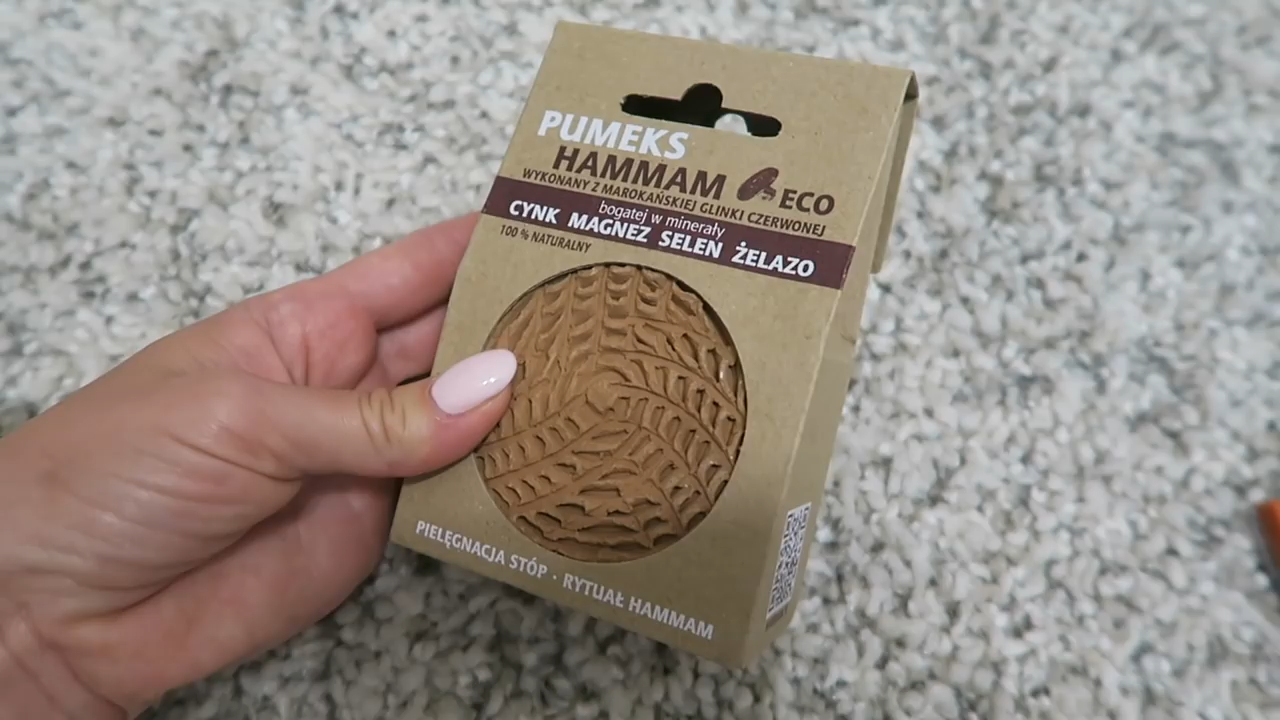 PUMEKS
HAMMAM ECO
WYKONANY Z MAROKAŃSKIEJ GLINKI CZERWONEJ
bogatej w minerały
CYNK MAGNEZ SELEN ŻELAZO
100 % NATURALNY
PIELĘGNACJA STÓP · RYTUAŁ HAMMAM